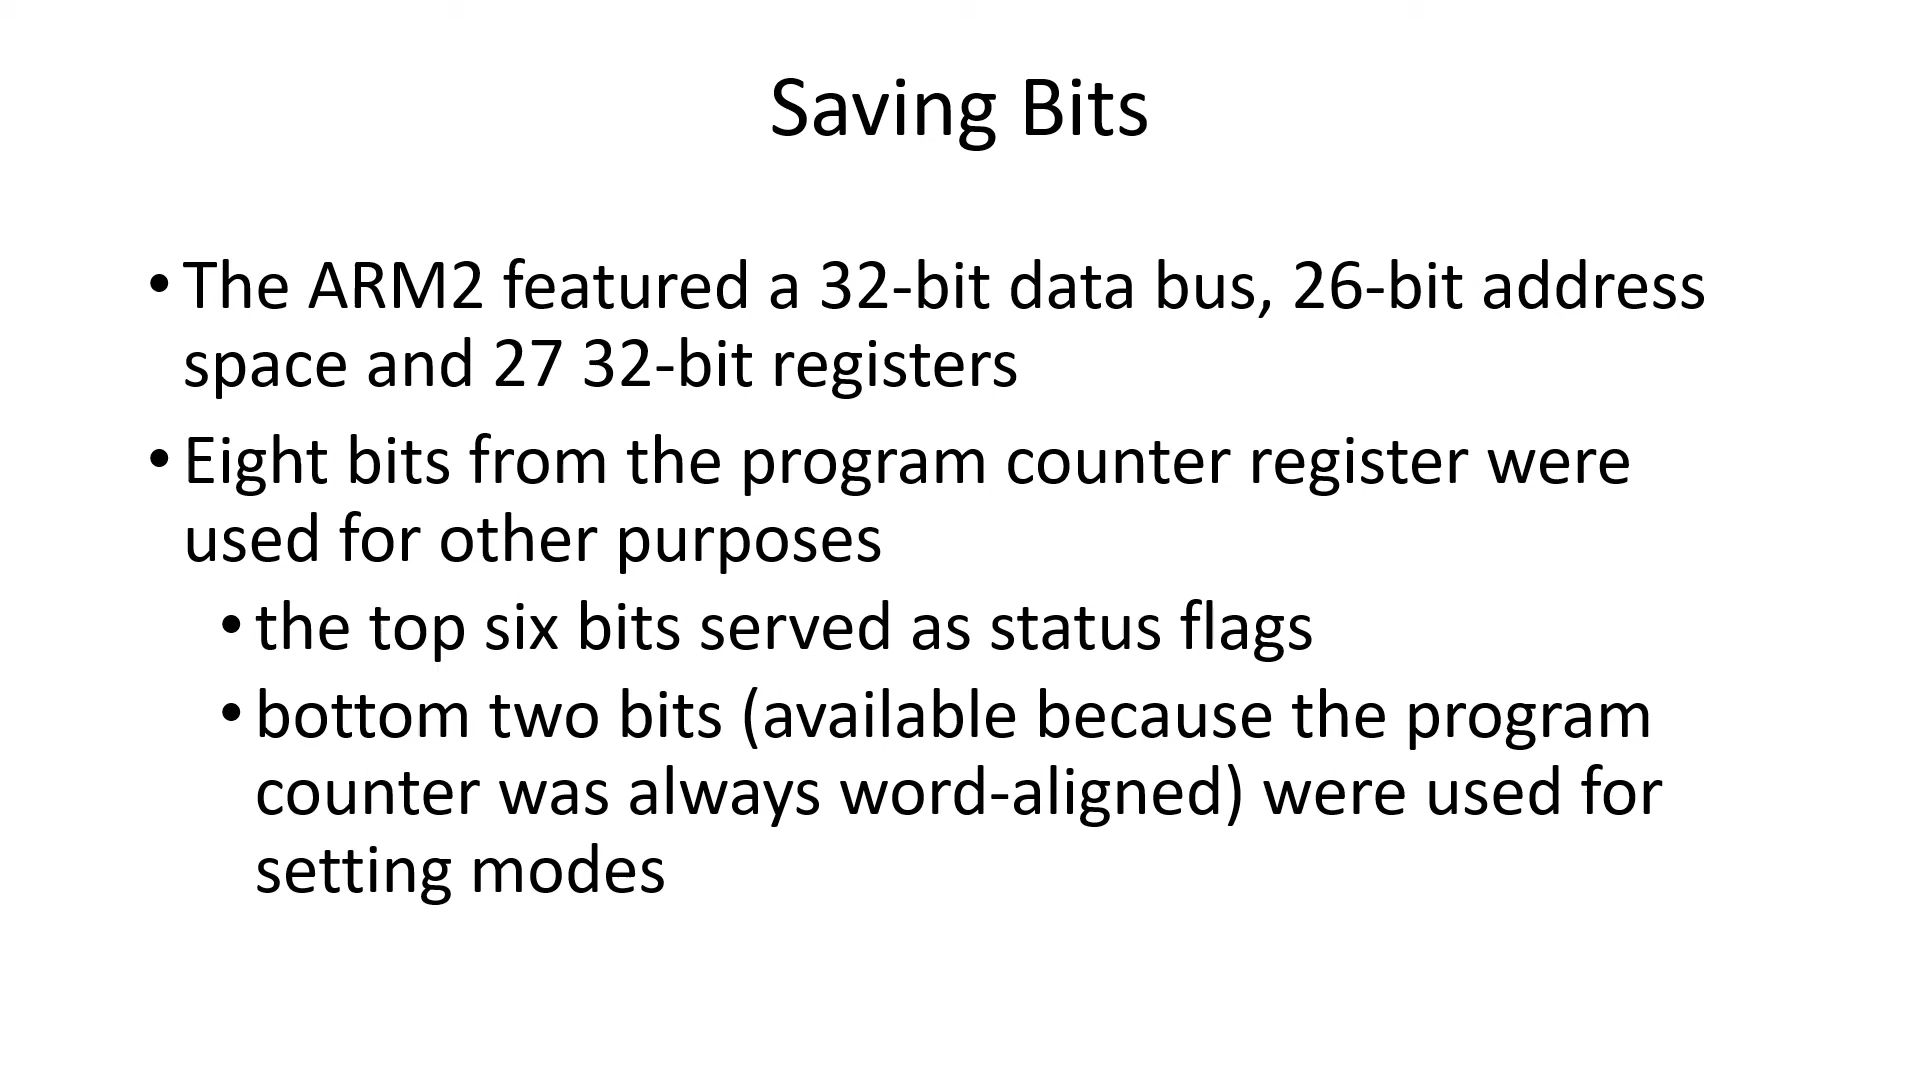 Saving Bits
• The ARM2 featured a 32-bit data bus, 26-bit address
space and 27 32-bit registers
• Eight bits from the program counter register were
used for other purposes
• the top six bits served as status flags
• bottom two bits (available because the program
counter was always word-aligned) were used for
setting modes